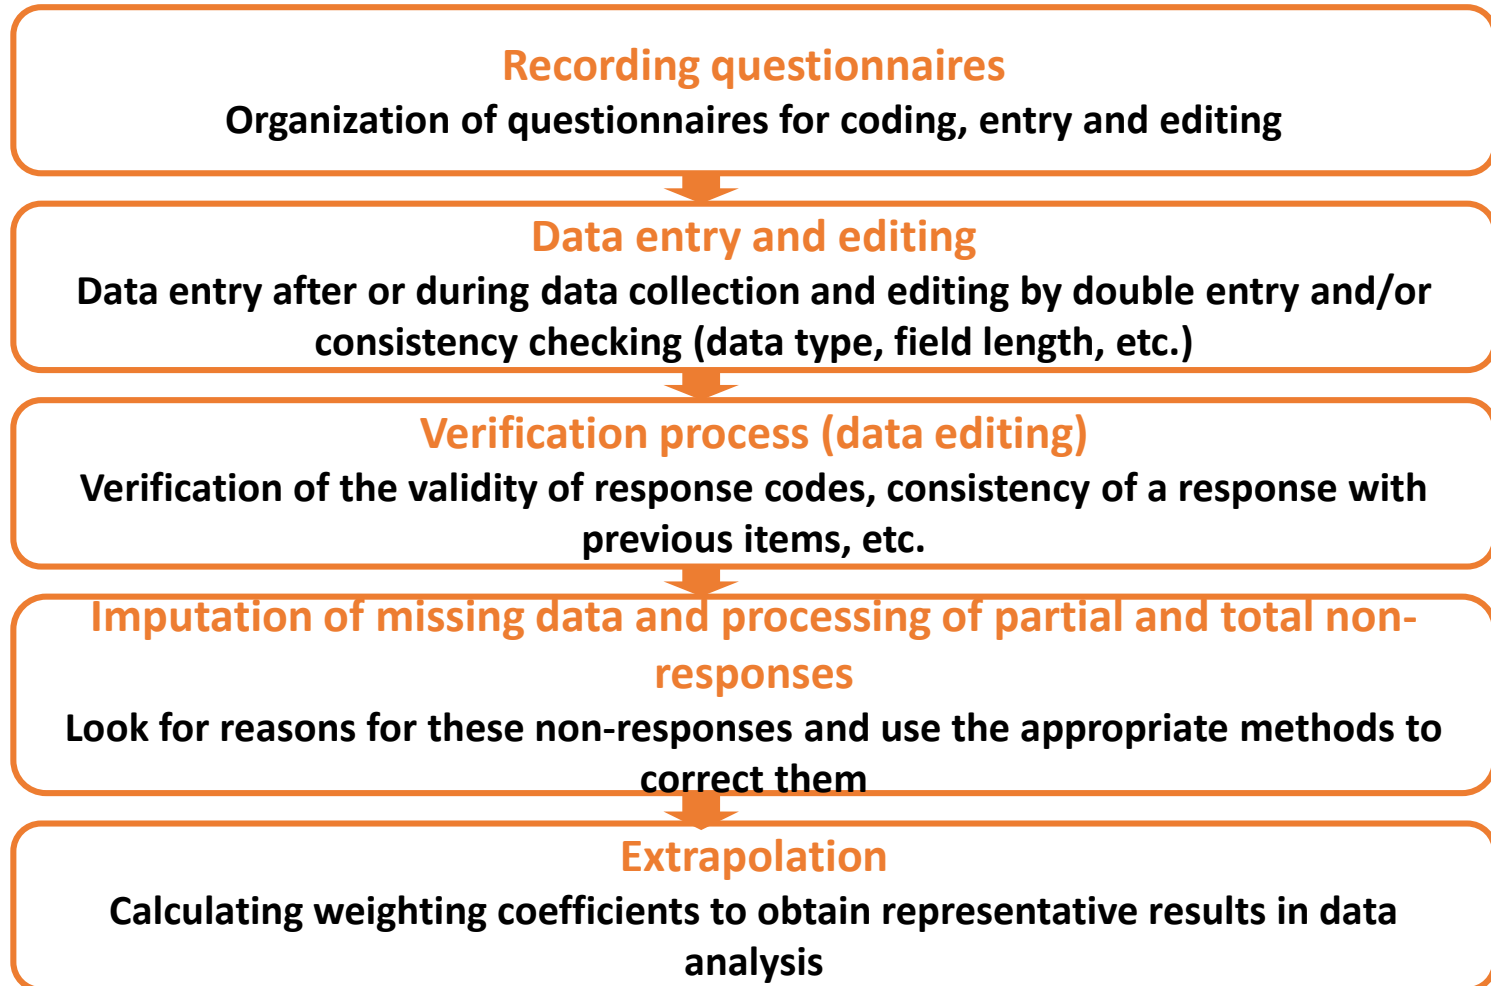 Recording questionnaires
Organization of questionnaires for coding, entry and editing
Data entry and editing
Data entry after or during data collection and editing by double entry and/or
consistency checking (data type, field length, etc.)
Verification process (data editing)
Verification of the validity of response codes, consistency of a response with
previous items, etc.
Imputation of missing data and processing of partial and total non-
responses
Look for reasons for these non-responses and use the appropriate methods to
correct them
Extrapolation
Calculating weighting coefficients to obtain representative results in data
analysis